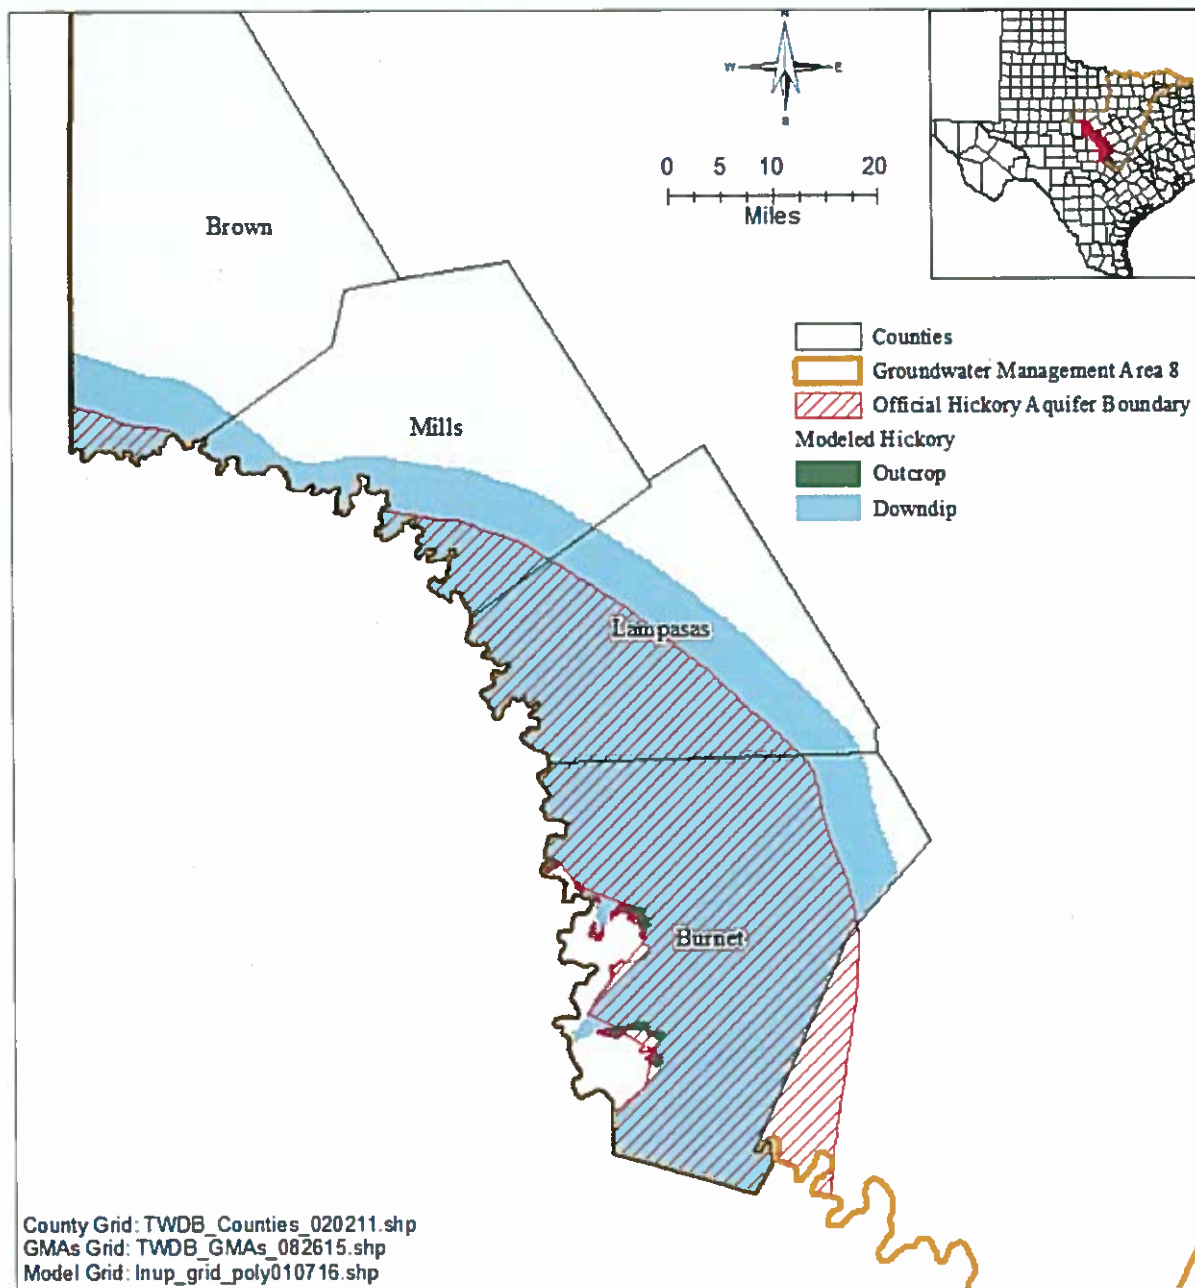 N
W E
S
0 5 10 20
Miles
Brown
Mills
Lampasas
Burnet
Counties
Groundwater Management Area 8
Official Hickory Aquifer Boundary
Modeled Hickory
Outcrop
Downdip
County Grid: TWDB_Counties_020211.shp
GMAs Grid: TWDB_GMAs_082615.shp
Model Grid: lnup_grid_poly010716.shp